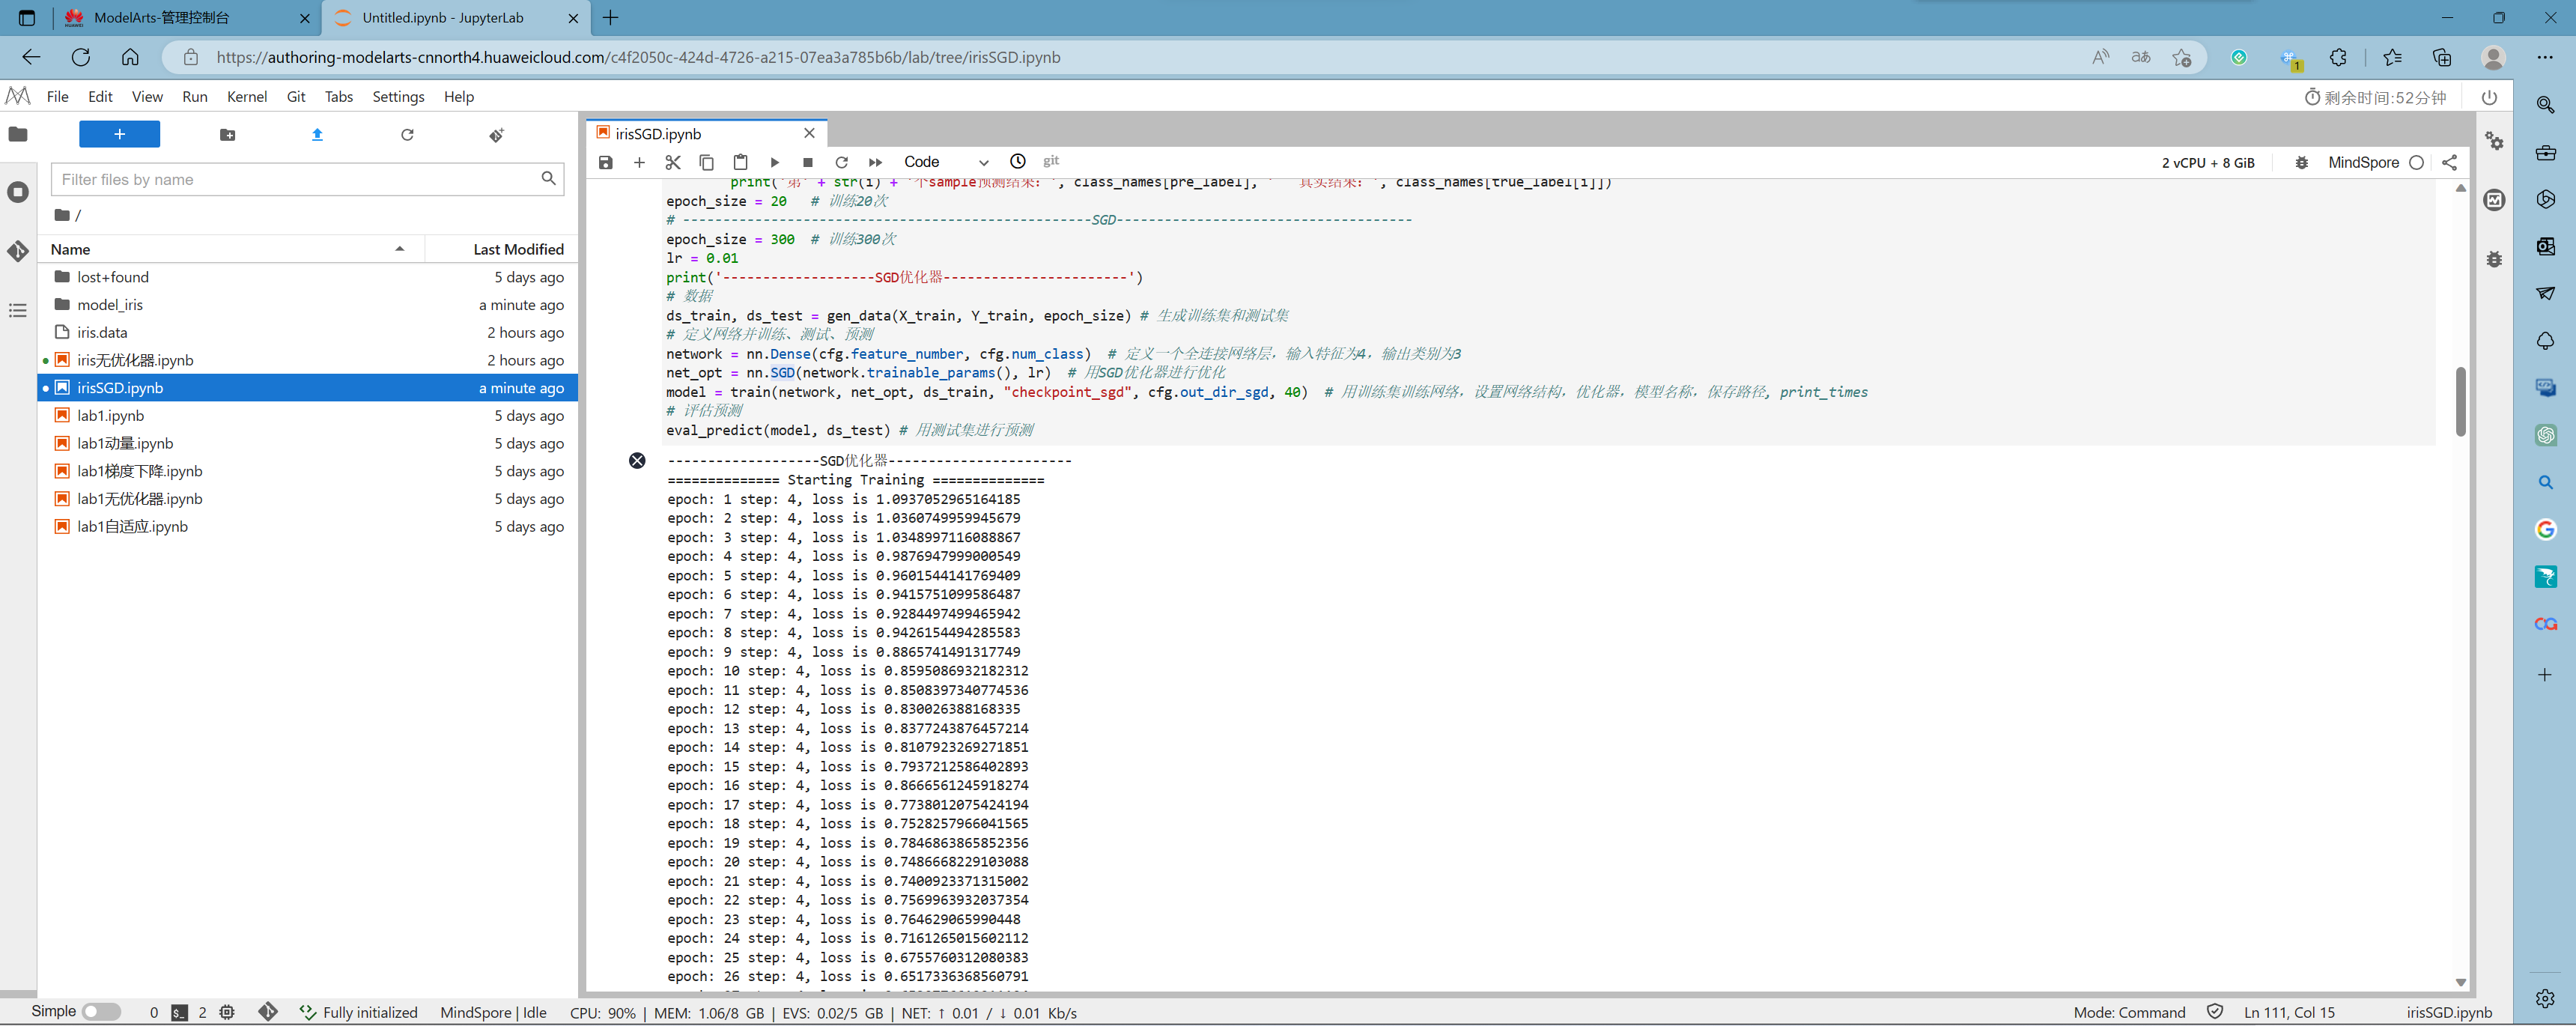 ModelArts-管理控制台
Untitled.ipynb - JupyterLab
https://authoring-modelarts-cnnorth4.huaweicloud.com/c4f2050c-424d-4726-a215-07ea3a785b6b/lab/tree/irisSGD.ipynb
1
File Edit View Run Kernel Git Tabs Settings Help
剩余时间:52分钟
irisSGD.ipynb
Code
git
2 vCPU + 8 GiB
MindSpore
Filter files by name
/
Name Last Modified
lost+found 5 days ago
model_iris a minute ago
iris.data 2 hours ago
iris无优化器.ipynb 2 hours ago
irisSGD.ipynb a minute ago
lab1.ipynb 5 days ago
lab1动量.ipynb 5 days ago
lab1梯度下降.ipynb 5 days ago
lab1无优化器.ipynb 5 days ago
lab1自适应.ipynb 5 days ago
print('第' + str(i) + '个sample预测结果：', class_names[pre_label], ' 真实结果：', class_names[true_label[i]])
epoch_size = 20 # 训练20次
# ---------------------------------------------------SGD-------------------------------------
epoch_size = 300 # 训练300次
lr = 0.01
print('-------------------SGD优化器-----------------------')
# 数据
ds_train, ds_test = gen_data(X_train, Y_train, epoch_size) # 生成训练集和测试集
# 定义网络并训练、测试、预测
network = nn.Dense(cfg.feature_number, cfg.num_class) # 定义一个全连接网络层，输入特征为4，输出类别为3
net_opt = nn.SGD(network.trainable_params(), lr) # 用SGD优化器进行优化
model = train(network, net_opt, ds_train, "checkpoint_sgd", cfg.out_dir_sgd, 40) # 用训练集训练网络，设置网络结构，优化器，模型名称，保存路径, print_times
# 评估预测
eval_predict(model, ds_test) # 用测试集进行预测
-------------------SGD优化器-----------------------
============== Starting Training ==============
epoch: 1 step: 4, loss is 1.0937052965164185
epoch: 2 step: 4, loss is 1.0360749959945679
epoch: 3 step: 4, loss is 1.0348997116088867
epoch: 4 step: 4, loss is 0.9876947999000549
epoch: 5 step: 4, loss is 0.9601544141769409
epoch: 6 step: 4, loss is 0.9415751099586487
epoch: 7 step: 4, loss is 0.9284497499465942
epoch: 8 step: 4, loss is 0.9426154494285583
epoch: 9 step: 4, loss is 0.8865741491317749
epoch: 10 step: 4, loss is 0.8595086932182312
epoch: 11 step: 4, loss is 0.8508397340774536
epoch: 12 step: 4, loss is 0.830026388168335
epoch: 13 step: 4, loss is 0.8377243876457214
epoch: 14 step: 4, loss is 0.8107923269271851
epoch: 15 step: 4, loss is 0.7937212586402893
epoch: 16 step: 4, loss is 0.8666561245918274
epoch: 17 step: 4, loss is 0.7738012075424194
epoch: 18 step: 4, loss is 0.7528257966041565
epoch: 19 step: 4, loss is 0.7846863865852356
epoch: 20 step: 4, loss is 0.7486668229103088
epoch: 21 step: 4, loss is 0.7400923371315002
epoch: 22 step: 4, loss is 0.7569963932037354
epoch: 23 step: 4, loss is 0.764629065990448
epoch: 24 step: 4, loss is 0.7161265015602112
epoch: 25 step: 4, loss is 0.6755760312080383
epoch: 26 step: 4, loss is 0.6517336368560791
Simple 0 2 Fully initialized MindSpore | Idle CPU: 90% | MEM: 1.06/8 GB | EVS: 0.02/5 GB | NET: ↑ 0.01 / ↓ 0.01 Kb/s Mode: Command Ln 111, Col 15 irisSGD.ipynb